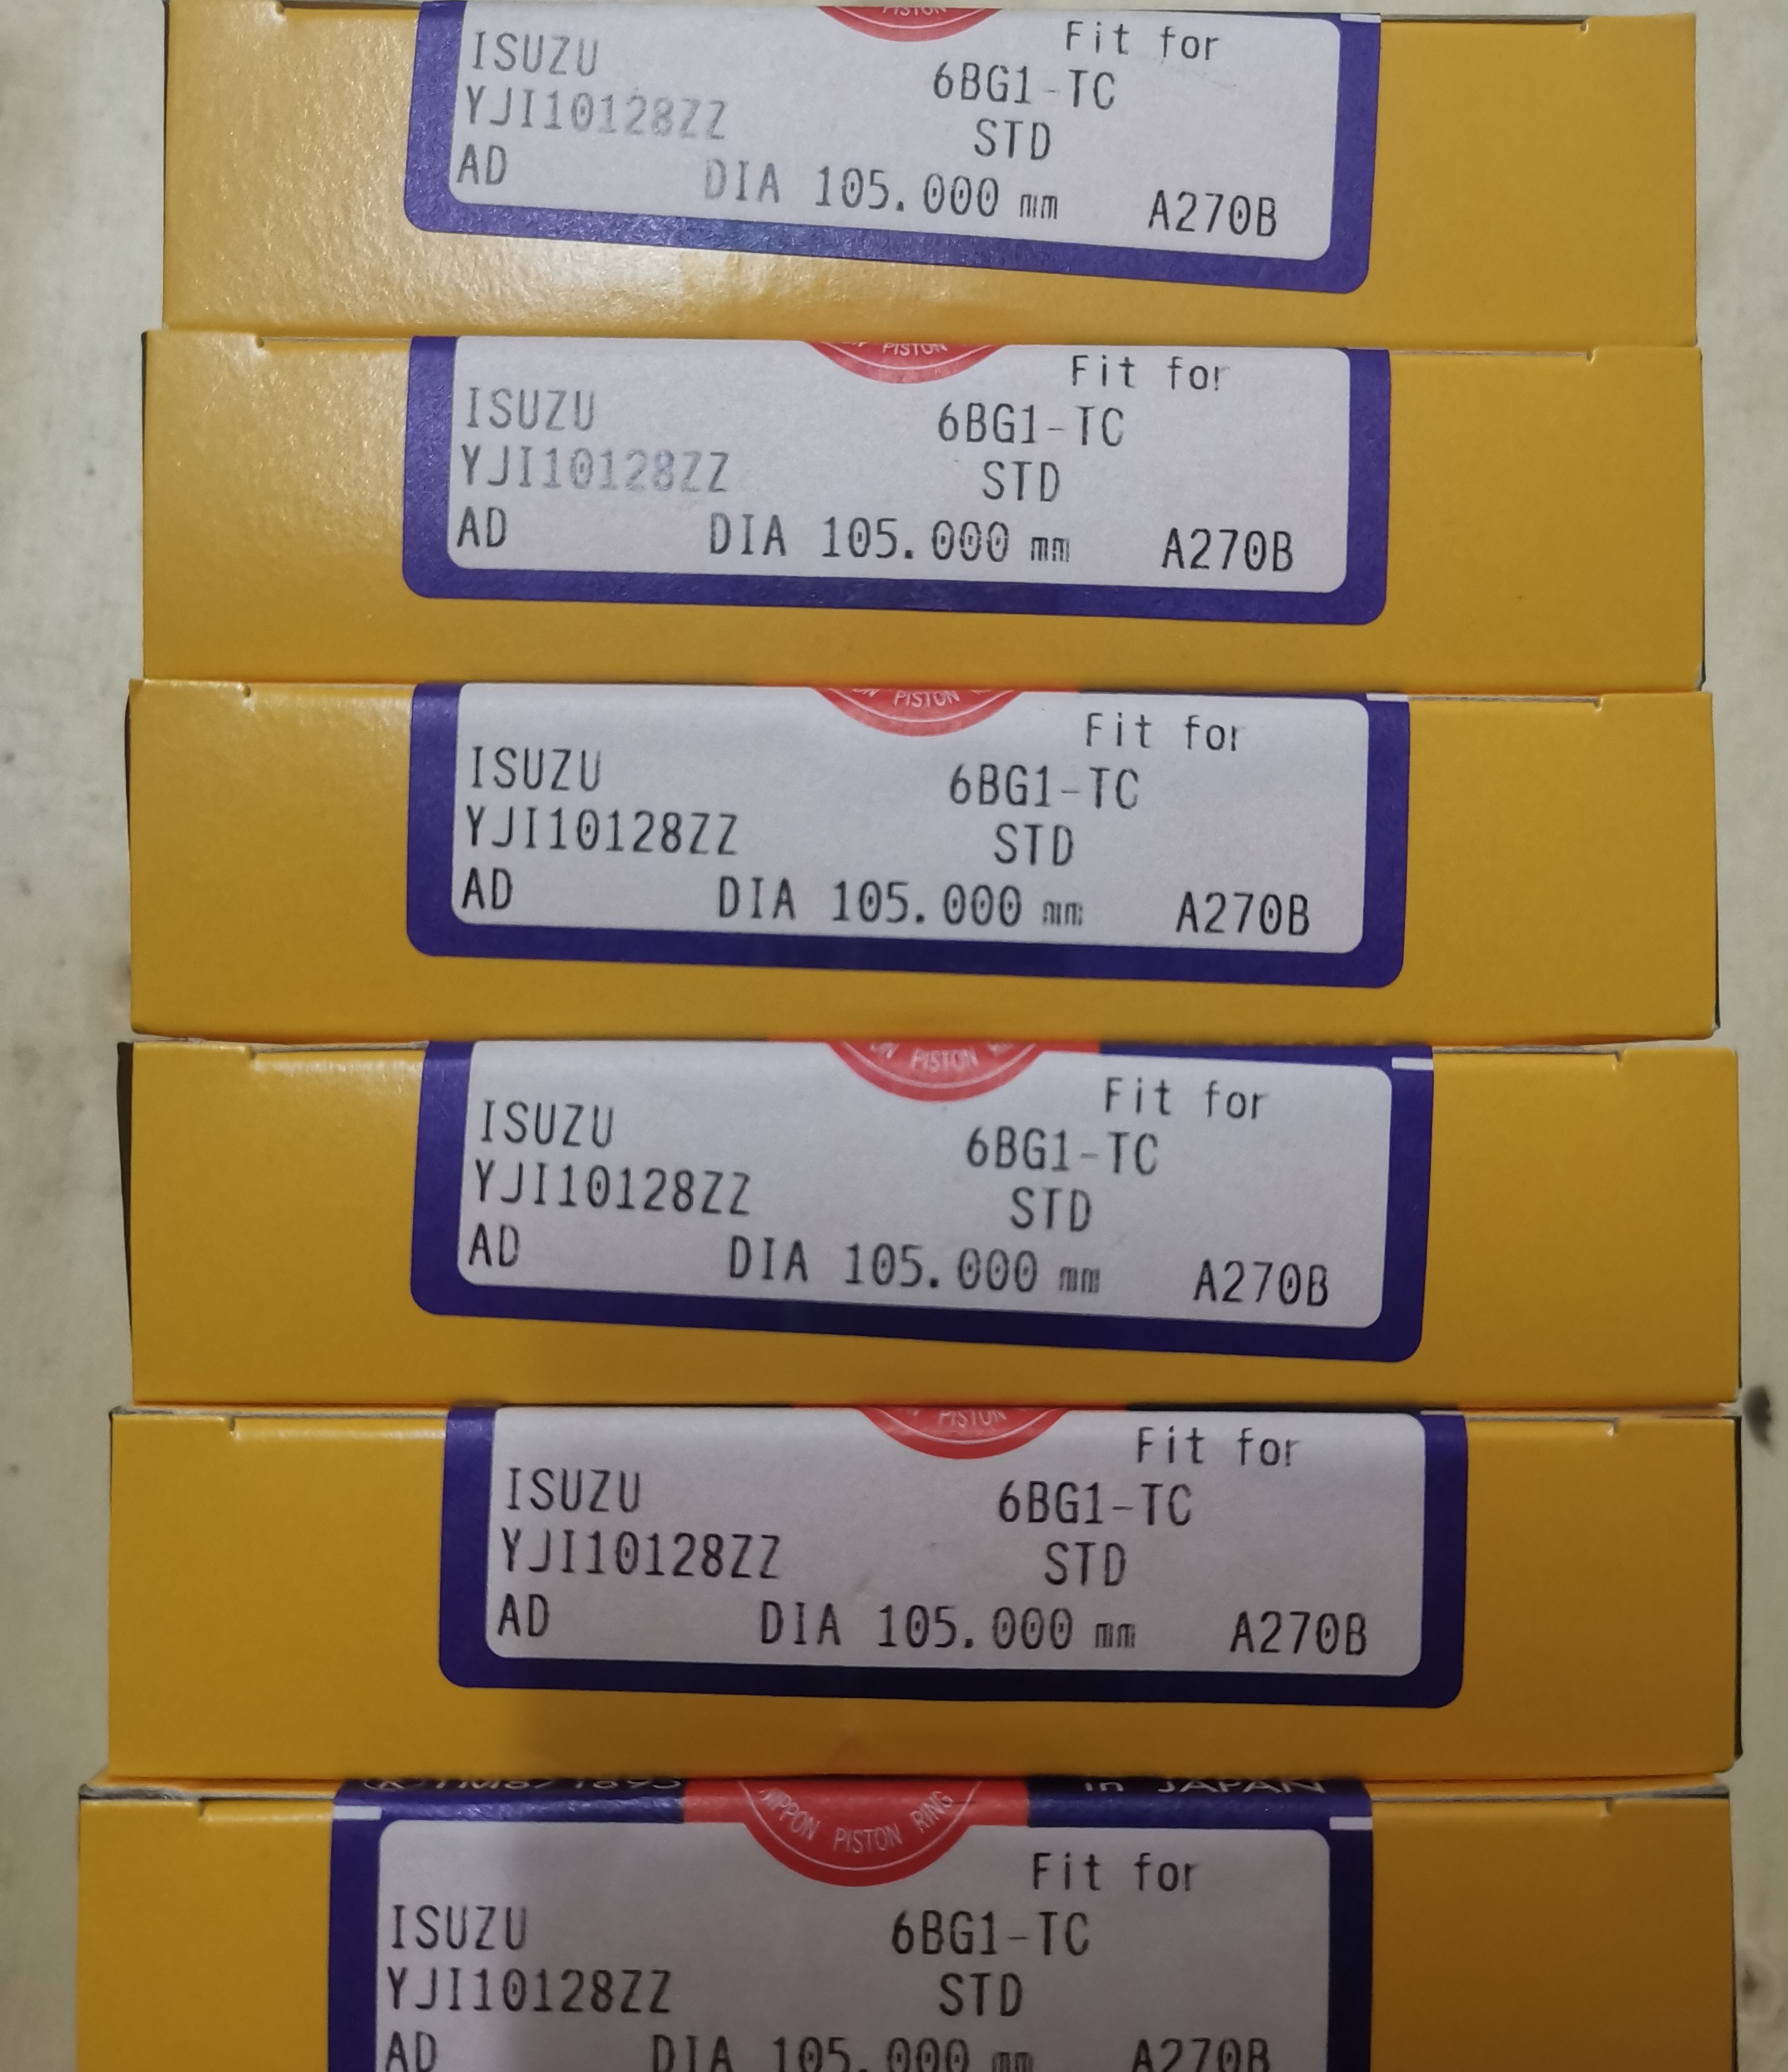 PISTON
Fit for
ISUZU
6BG1-TC
YJI10128ZZ
STD
AD DIA 105.000 mm A270B
PISTON
Fit for
ISUZU
6BG1-TC
YJI10128ZZ
STD
AD DIA 105.000 mm A270B
PISTON
Fit for
ISUZU
6BG1-TC
YJI10128ZZ
STD
AD DIA 105.000 mm A270B
PISTON
Fit for
ISUZU
6BG1-TC
YJI10128ZZ
STD
AD DIA 105.000 mm A270B
PISTON
Fit for
ISUZU
6BG1-TC
YJI10128ZZ
STD
AD DIA 105.000 mm A270B
in JAPAN
NIPPON PISTON RING
Fit for
ISUZU
6BG1-TC
YJI10128ZZ
STD
AD DIA 105.000 mm A270B